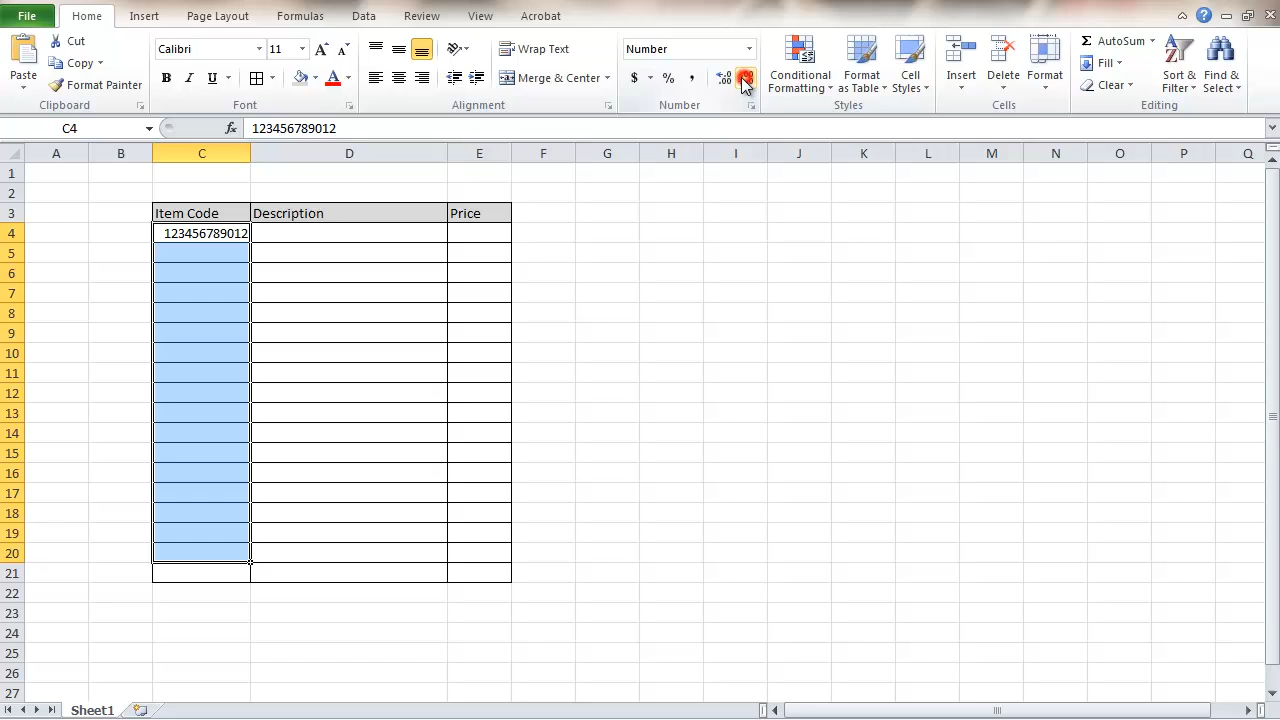 File Home Insert Page Layout Formulas Data Review View Acrobat
Cut Calibri 11 A A Wrap Text Number AutoSum
Copy Fill
Paste Format Painter B I U A Merge & Center $ % , Conditional Formatting Format as Table Cell Styles Insert Delete Format Clear Sort & Filter Find & Select
Clipboard Font Alignment Number Styles Cells Editing
C4 fx 123456789012
A B C D E F G H I J K L M N O P Q
1
2
3 Item Code Description Price
4 123456789012
5
6
7
8
9
10
11
12
13
14
15
16
17
18
19
20
21
22
23
24
25
26
27
Sheet1